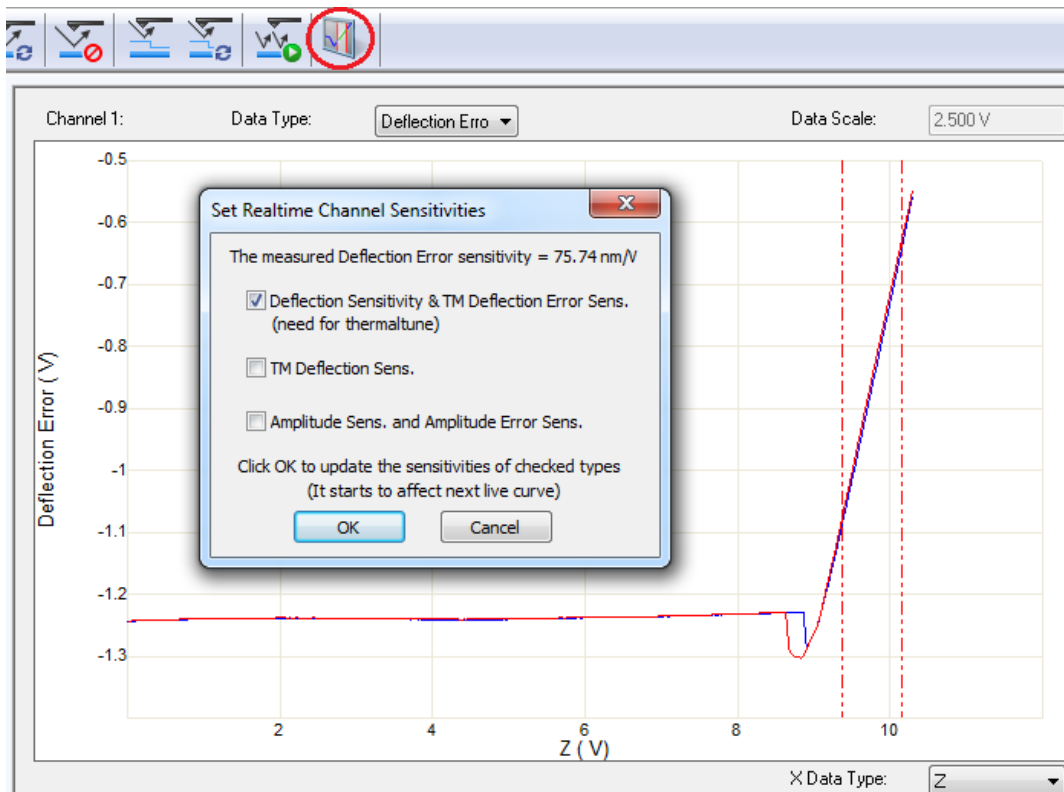 Channel 1: Data Type: Deflection Erro Data Scale: 2.500 V
-0.5
Set Realtime Channel Sensitivities
-0.6
The measured Deflection Error sensitivity = 75.74 nm/V
-0.7
Deflection Sensitivity & TM Deflection Error Sens.
(need for thermaltune)
-0.8
TM Deflection Sens.
-0.9
Amplitude Sens. and Amplitude Error Sens.
-1
Click OK to update the sensitivities of checked types
(It starts to affect next live curve)
-1.1
OK Cancel
-1.2
-1.3
Deflection Error ( V)
2 4 6 8 10
Z ( V)
X Data Type: Z